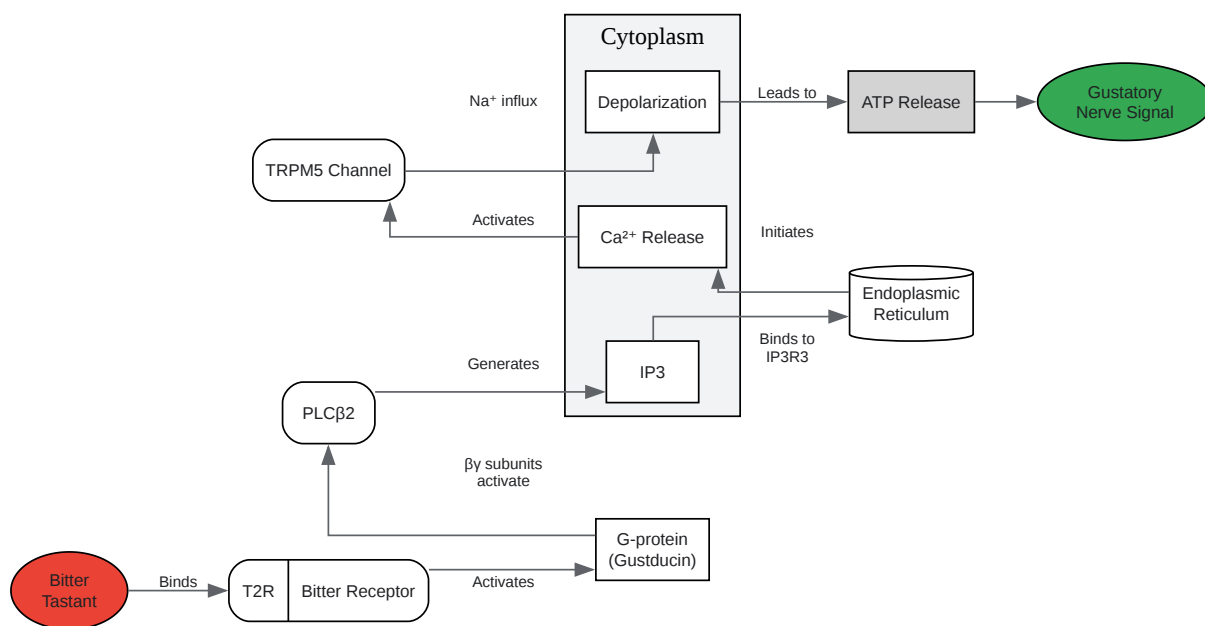 Cytoplasm
Na⁺ influx
Depolarization
Leads to
ATP Release
Gustatory
Nerve Signal
TRPM5 Channel
Activates
Ca²⁺ Release
Initiates
Endoplasmic
Reticulum
Binds to
IP3R3
Generates
IP3
PLCβ2
βγ subunits
activate
G-protein
(Gustducin)
Bitter
Tastant
Binds
T2R
Bitter Receptor
Activates